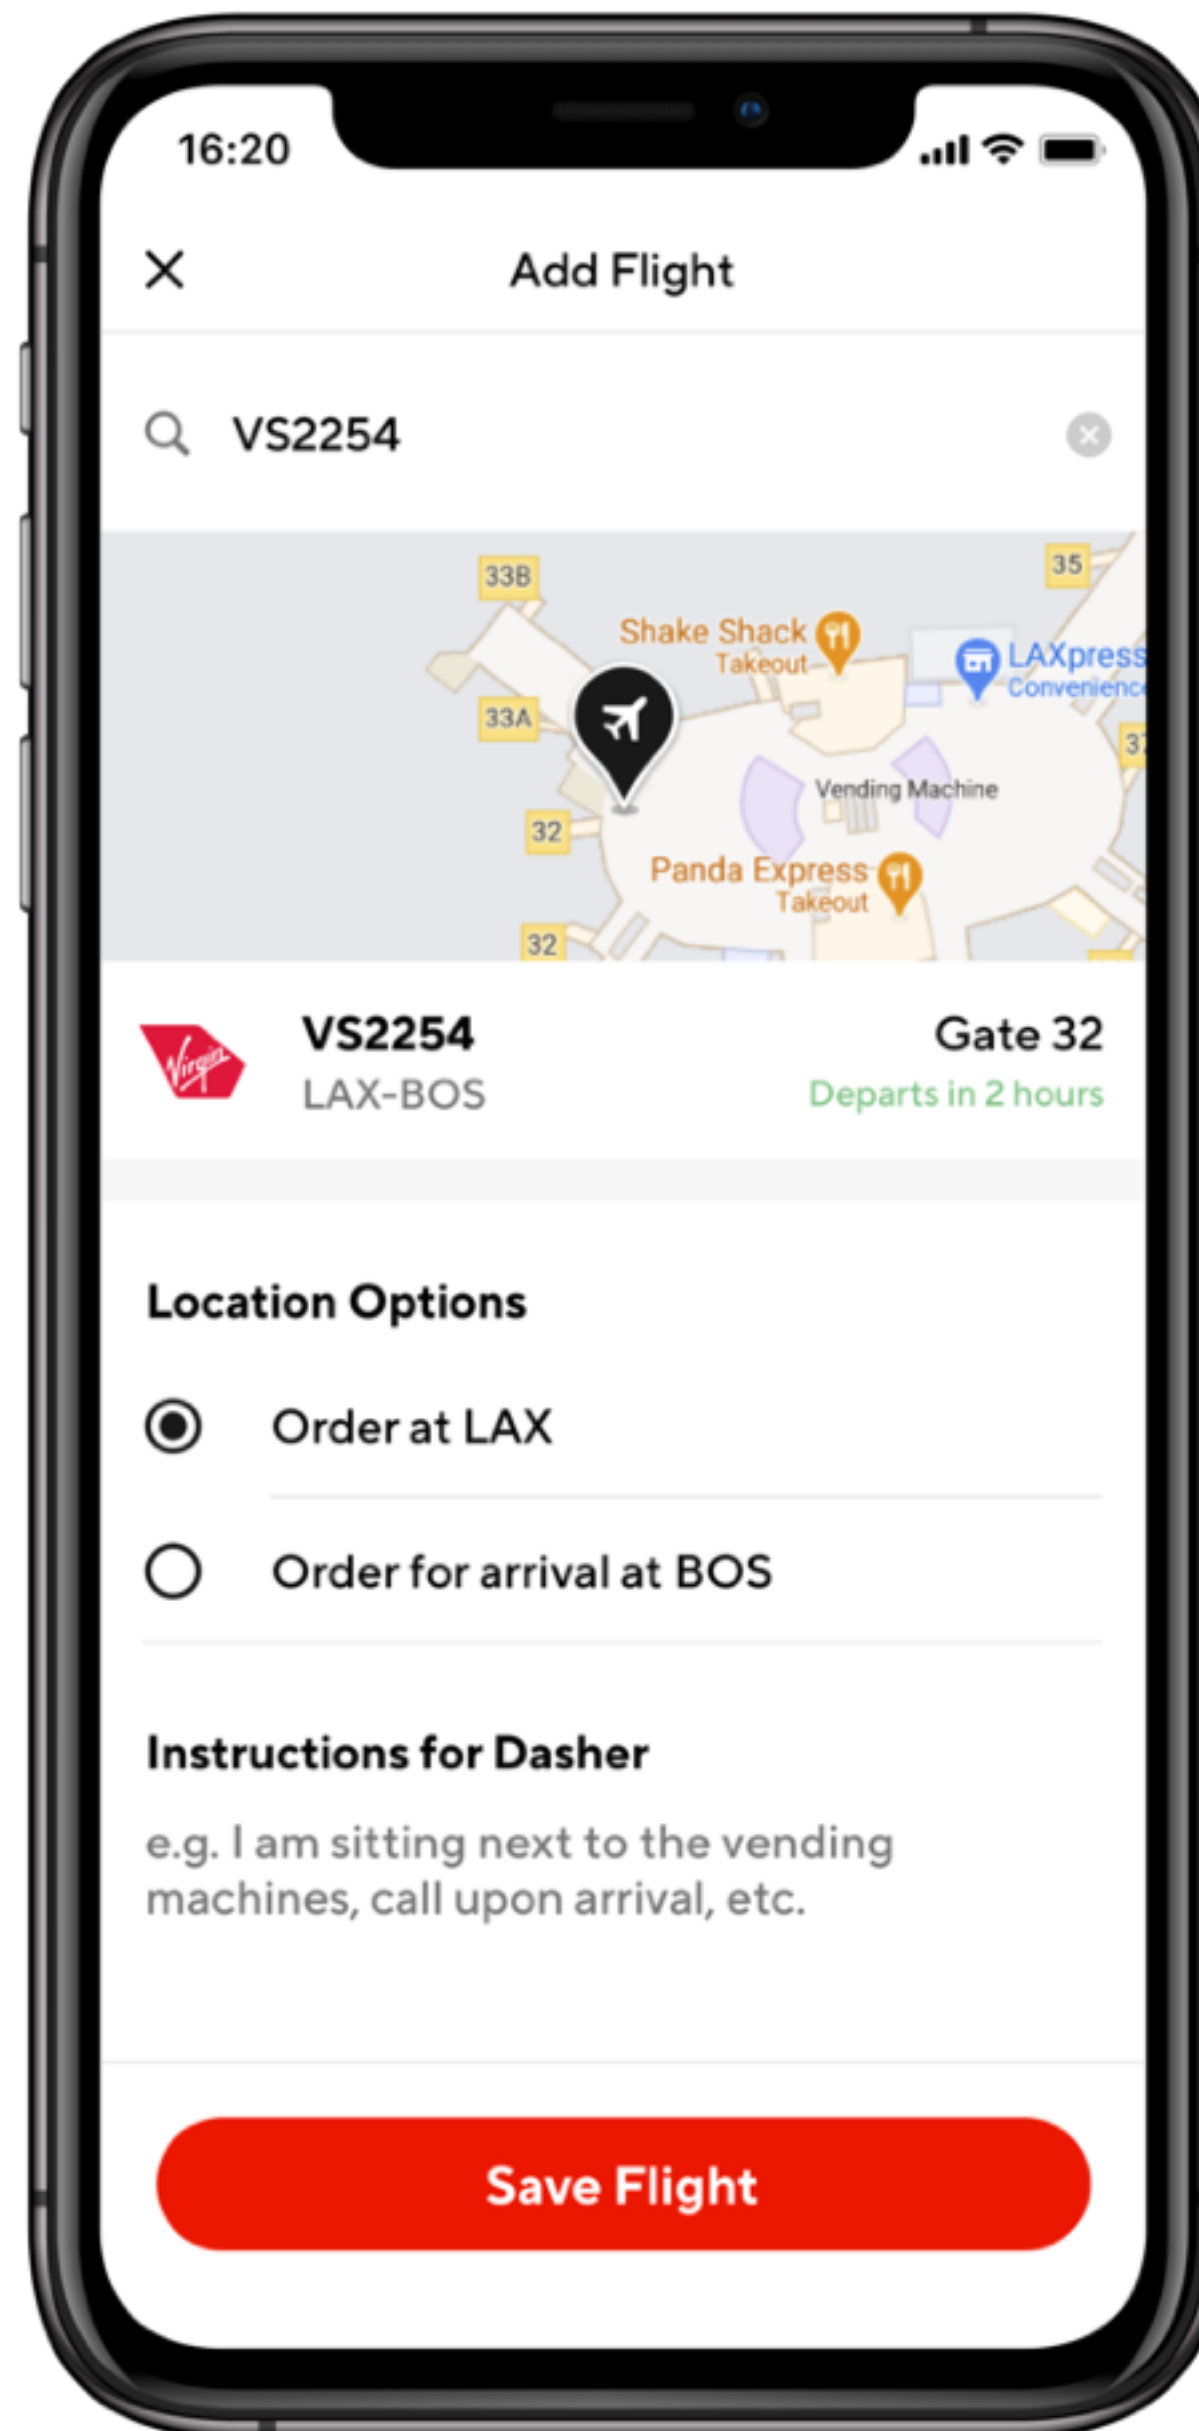 16:20
Add Flight
VS2254
33B
35
Shake Shack
Takeout
LAXpress
Convenience
33A
Vending Machine
32
Panda Express
Takeout
32
Virgin
VS2254
Gate 32
LAX-BOS
Departs in 2 hours
Location Options
Order at LAX
Order for arrival at BOS
Instructions for Dasher
e.g. I am sitting next to the vending
machines, call upon arrival, etc.
Save Flight